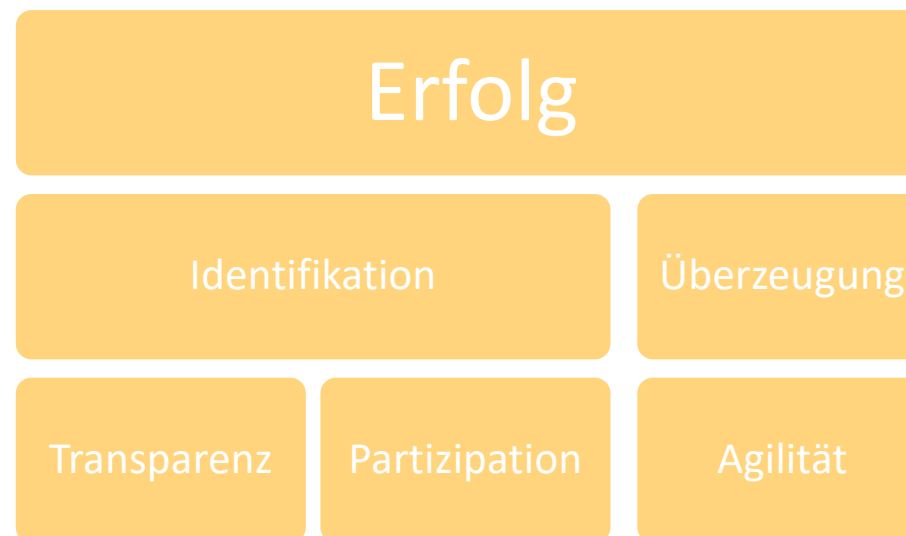 Erfolg
Identifikation
Überzeugung
Transparenz
Partizipation
Agilität